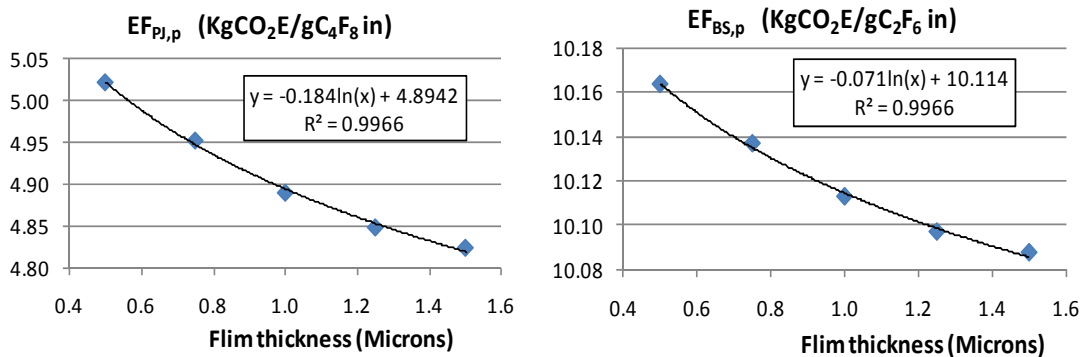 EF_PJ,p (KgCO2E/gC4F8 in)
5.05
5.00
4.95
4.90
4.85
4.80
y = -0.184ln(x) + 4.8942
R² = 0.9966
0.4 0.6 0.8 1.0 1.2 1.4 1.6
Flim thickness (Microns)
EF_BS,p (KgCO2E/gC2F6 in)
10.18
10.16
10.14
10.12
10.10
10.08
y = -0.071ln(x) + 10.114
R² = 0.9966
0.4 0.6 0.8 1.0 1.2 1.4 1.6
Flim thickness (Microns)